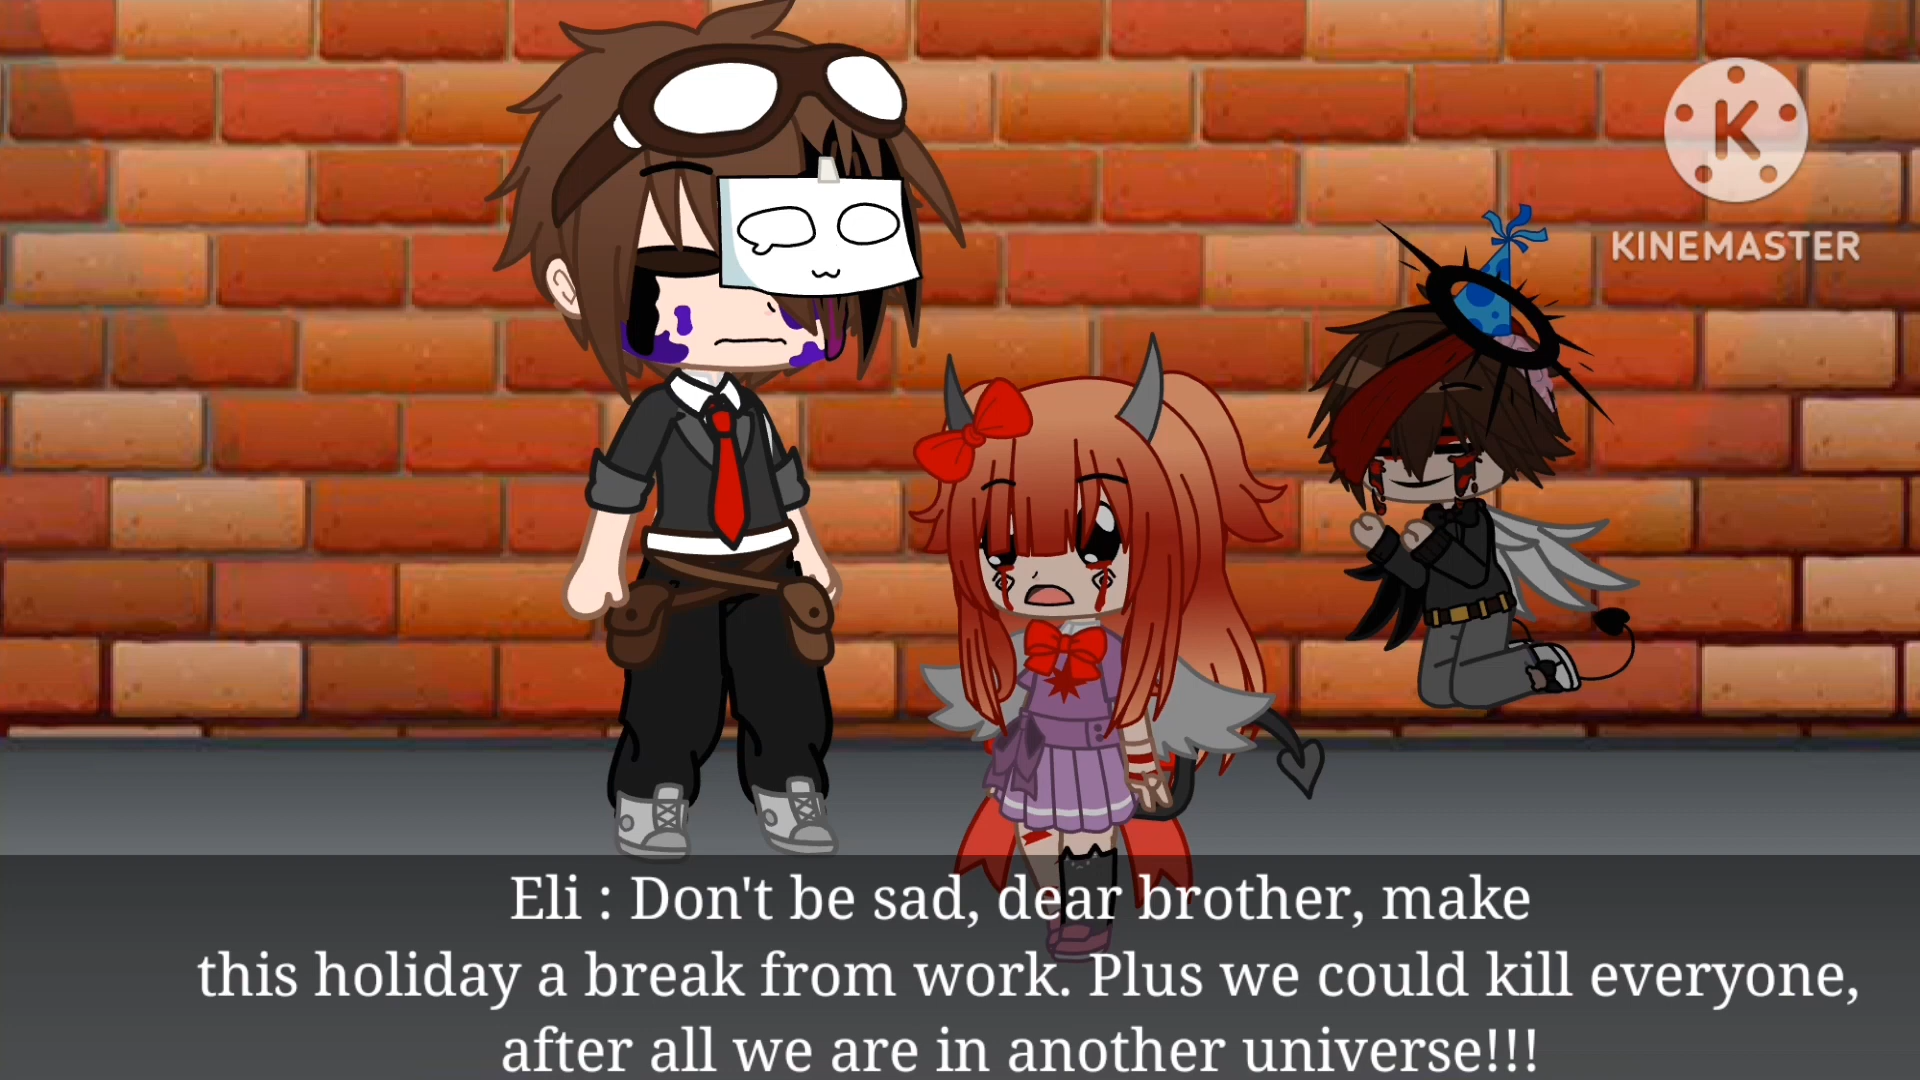 K
KINEMASTER
Eli : Don't be sad, dear brother, make
this holiday a break from work. Plus we could kill everyone,
after all we are in another universe!!!